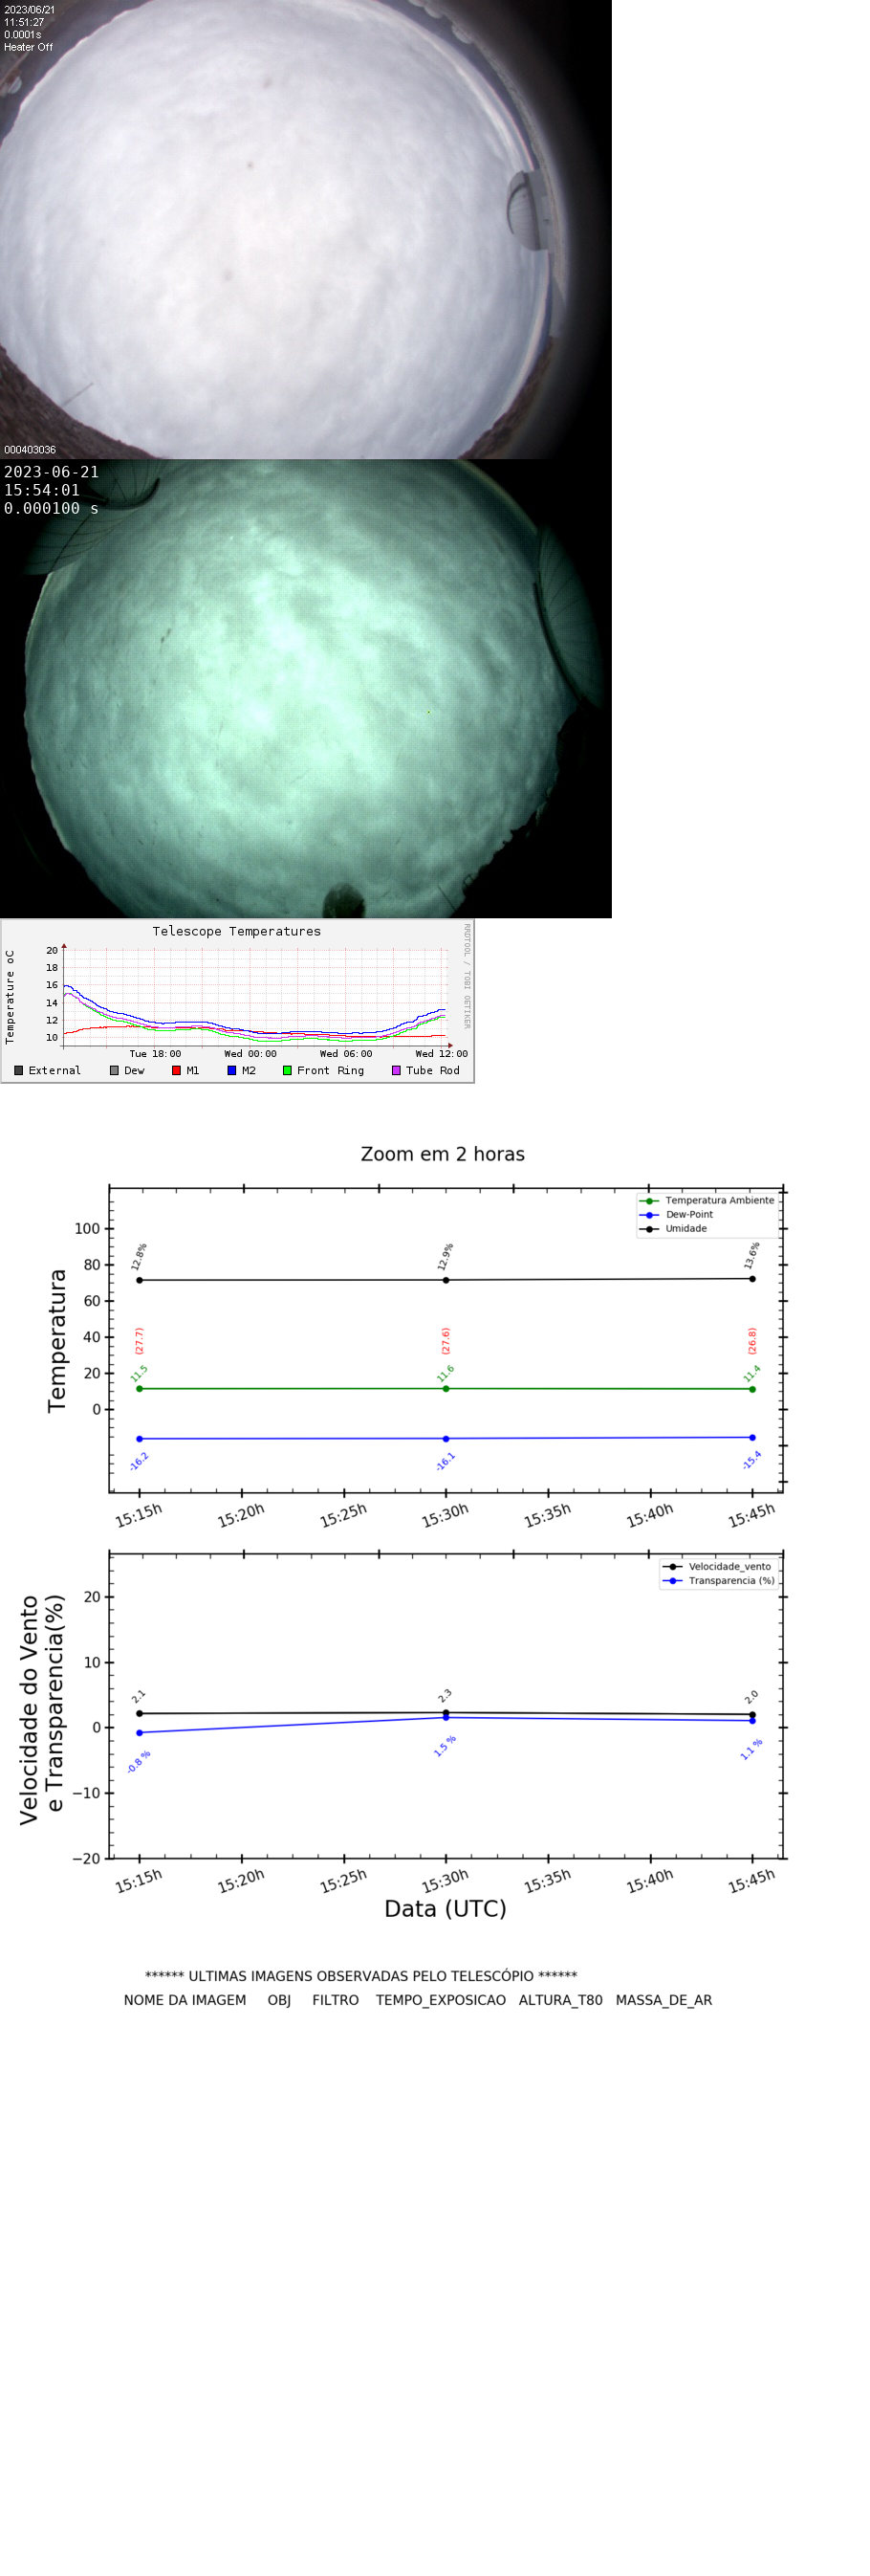 2023/06/21
11:51:27
0.0001s
Heater Off
000403036
2023-06-21
15:54:01
0.000100 s
Telescope Temperatures
RRDTOOL / TOBI OETIKER
Temperature oC
20
18
16
14
12
10
Tue 18:00 Wed 00:00 Wed 06:00 Wed 12:00
External Dew M1 M2 Front Ring Tube Rod
Zoom em 2 horas
Temperatura
100
80
60
40
20
0
Temperatura Ambiente
Dew-Point
Umidade
12.8% 12.9% 13.6%
(27.7) (27.6) (26.8)
11.5 11.6 11.4
-16.2 -16.1 -15.4
15:15h 15:20h 15:25h 15:30h 15:35h 15:40h 15:45h
Velocidade do Vento
e Transparencia(%)
20
10
0
−10
−20
Velocidade_vento
Transparencia (%)
2.1 2.3 2.0
-0.8 % 1.5 % 1.1 %
15:15h 15:20h 15:25h 15:30h 15:35h 15:40h 15:45h
Data (UTC)
****** ULTIMAS IMAGENS OBSERVADAS PELO TELESCÓPIO ******
NOME DA IMAGEM OBJ FILTRO TEMPO_EXPOSICAO ALTURA_T80 MASSA_DE_AR